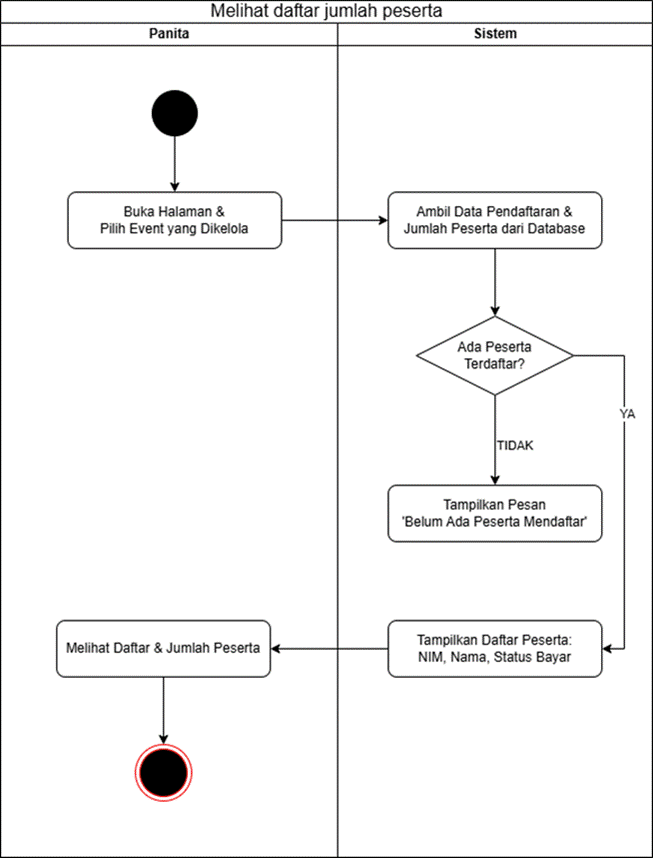 Melihat daftar jumlah peserta
Panita
Sistem
Buka Halaman &
Pilih Event yang Dikelola
Ambil Data Pendaftaran &
Jumlah Peserta dari Database
Ada Peserta
Terdaftar?
YA
TIDAK
Tampilkan Pesan
'Belum Ada Peserta Mendaftar'
Melihat Daftar & Jumlah Peserta
Tampilkan Daftar Peserta:
NIM, Nama, Status Bayar